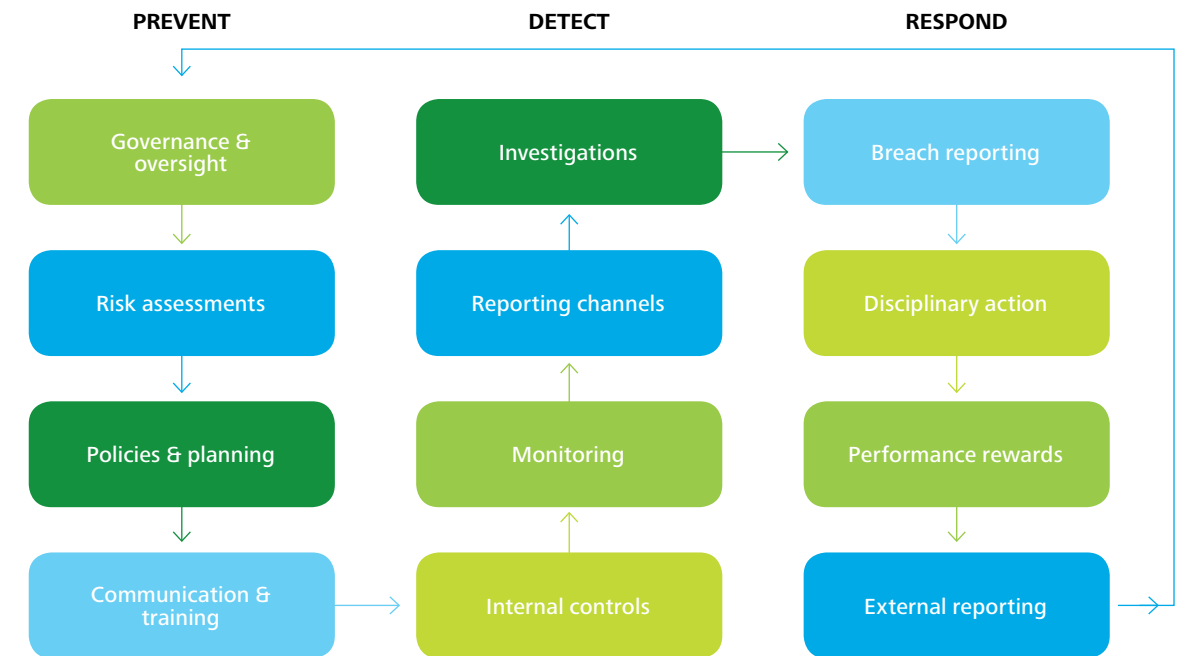 PREVENT
DETECT
RESPOND
Governance &
oversight
Investigations
Breach reporting
Risk assessments
Reporting channels
Disciplinary action
Policies & planning
Monitoring
Performance rewards
Communication &
training
Internal controls
External reporting